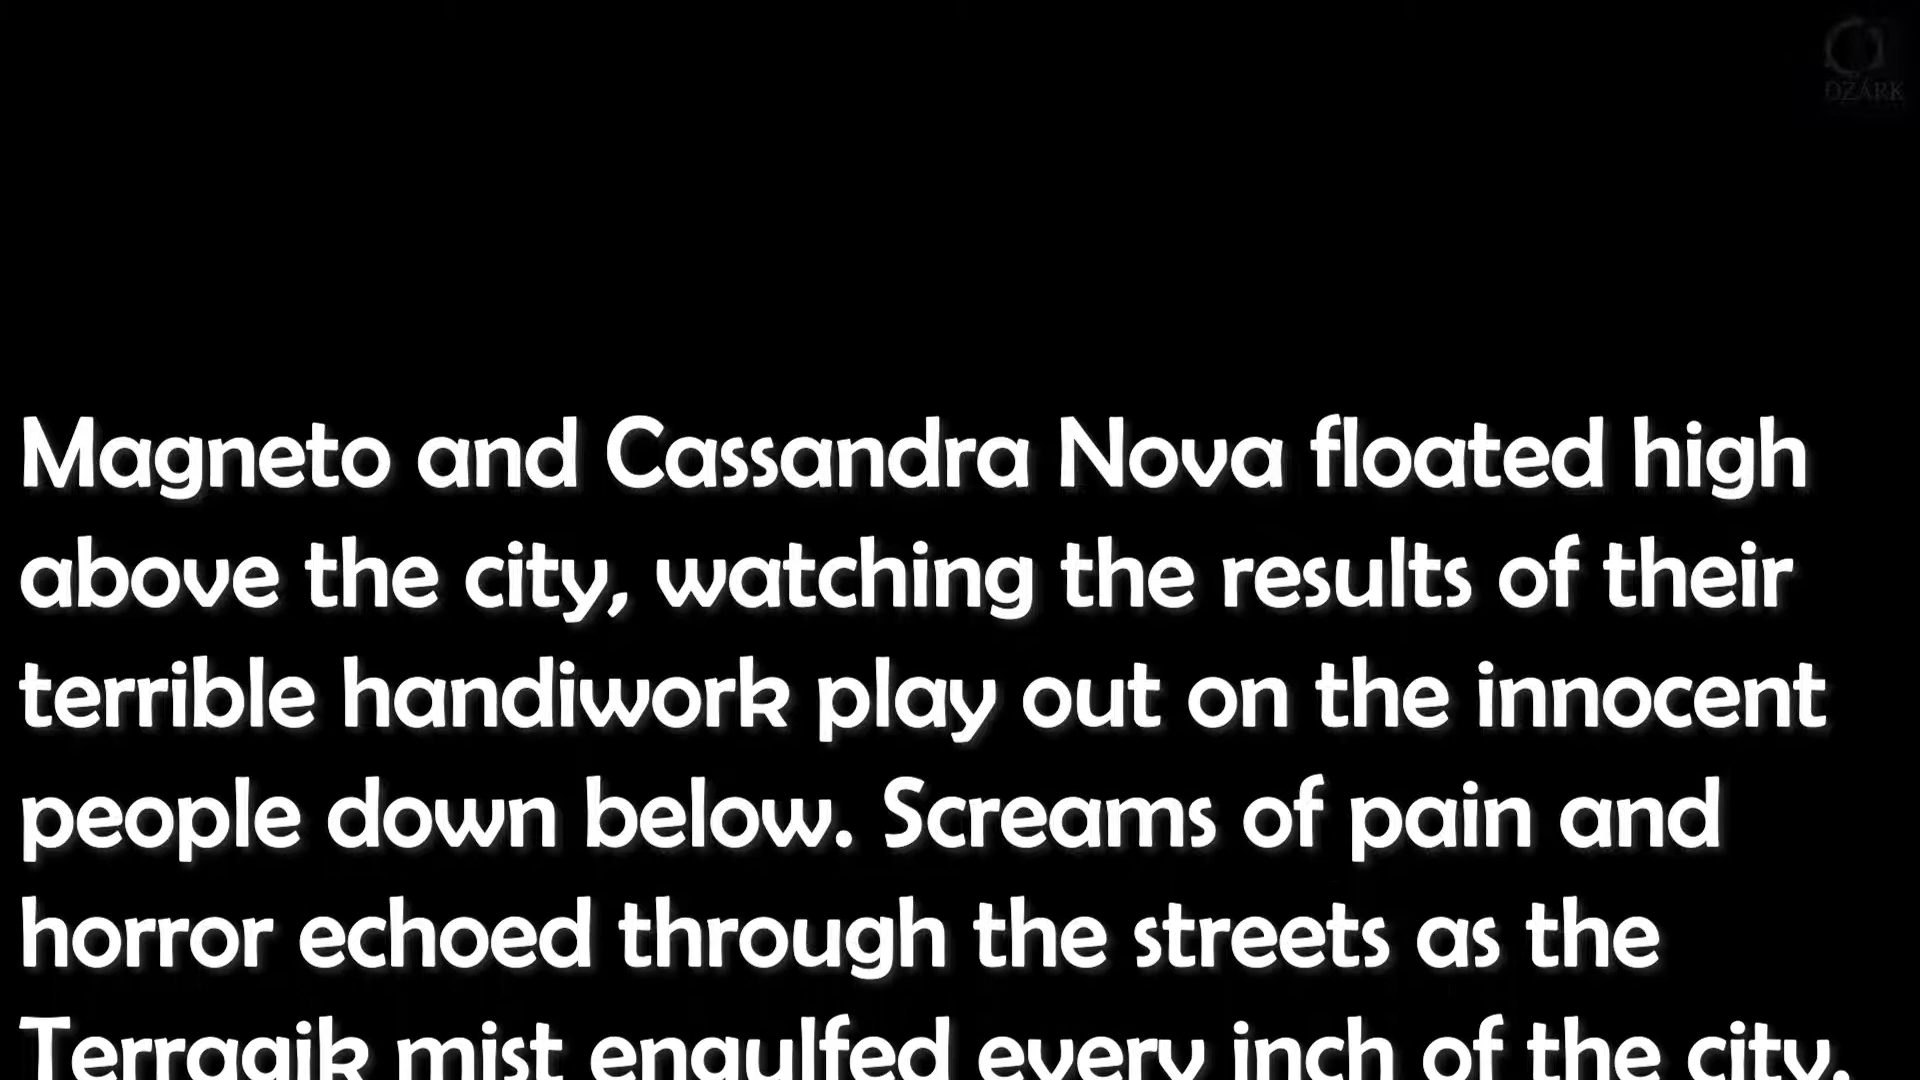 DZARK
Magneto and Cassandra Nova floated high
above the city, watching the results of their
terrible handiwork play out on the innocent
people down below. Screams of pain and
horror echoed through the streets as the
Terragik mist engulfed every inch of the city.